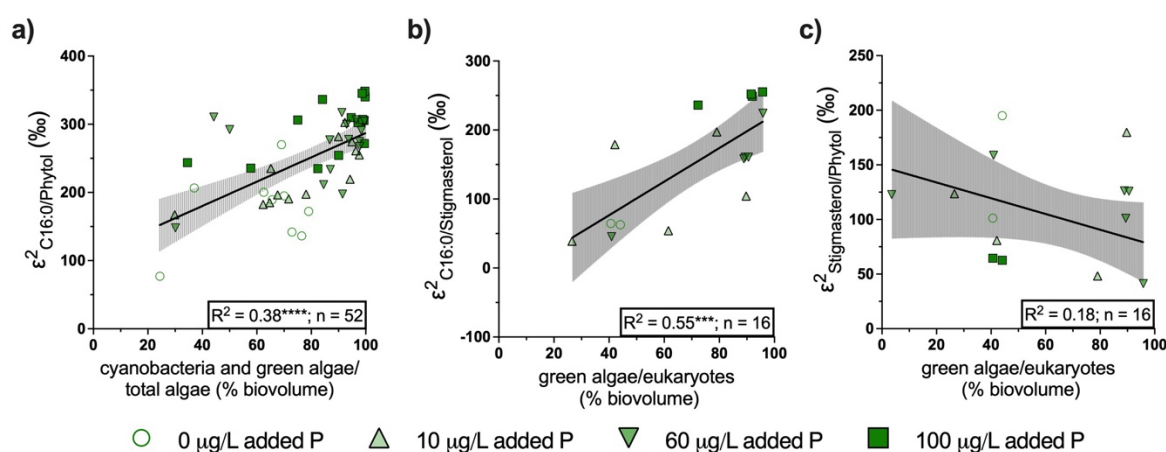 a)
ε²C16:0/Phytol (‰)
400
300
200
100
0
0 20 40 60 80 100
R² = 0.38****; n = 52
cyanobacteria and green algae/
total algae (% biovolume)
b)
ε²C16:0/Stigmasterol (‰)
300
200
100
0
-100
0 20 40 60 80 100
R² = 0.55***; n = 16
green algae/eukaryotes
(% biovolume)
c)
ε²Stigmasterol/Phytol (‰)
250
200
150
100
50
0
0 20 40 60 80 100
R² = 0.18; n = 16
green algae/eukaryotes
(% biovolume)
0 µg/L added P 10 µg/L added P 60 µg/L added P 100 µg/L added P